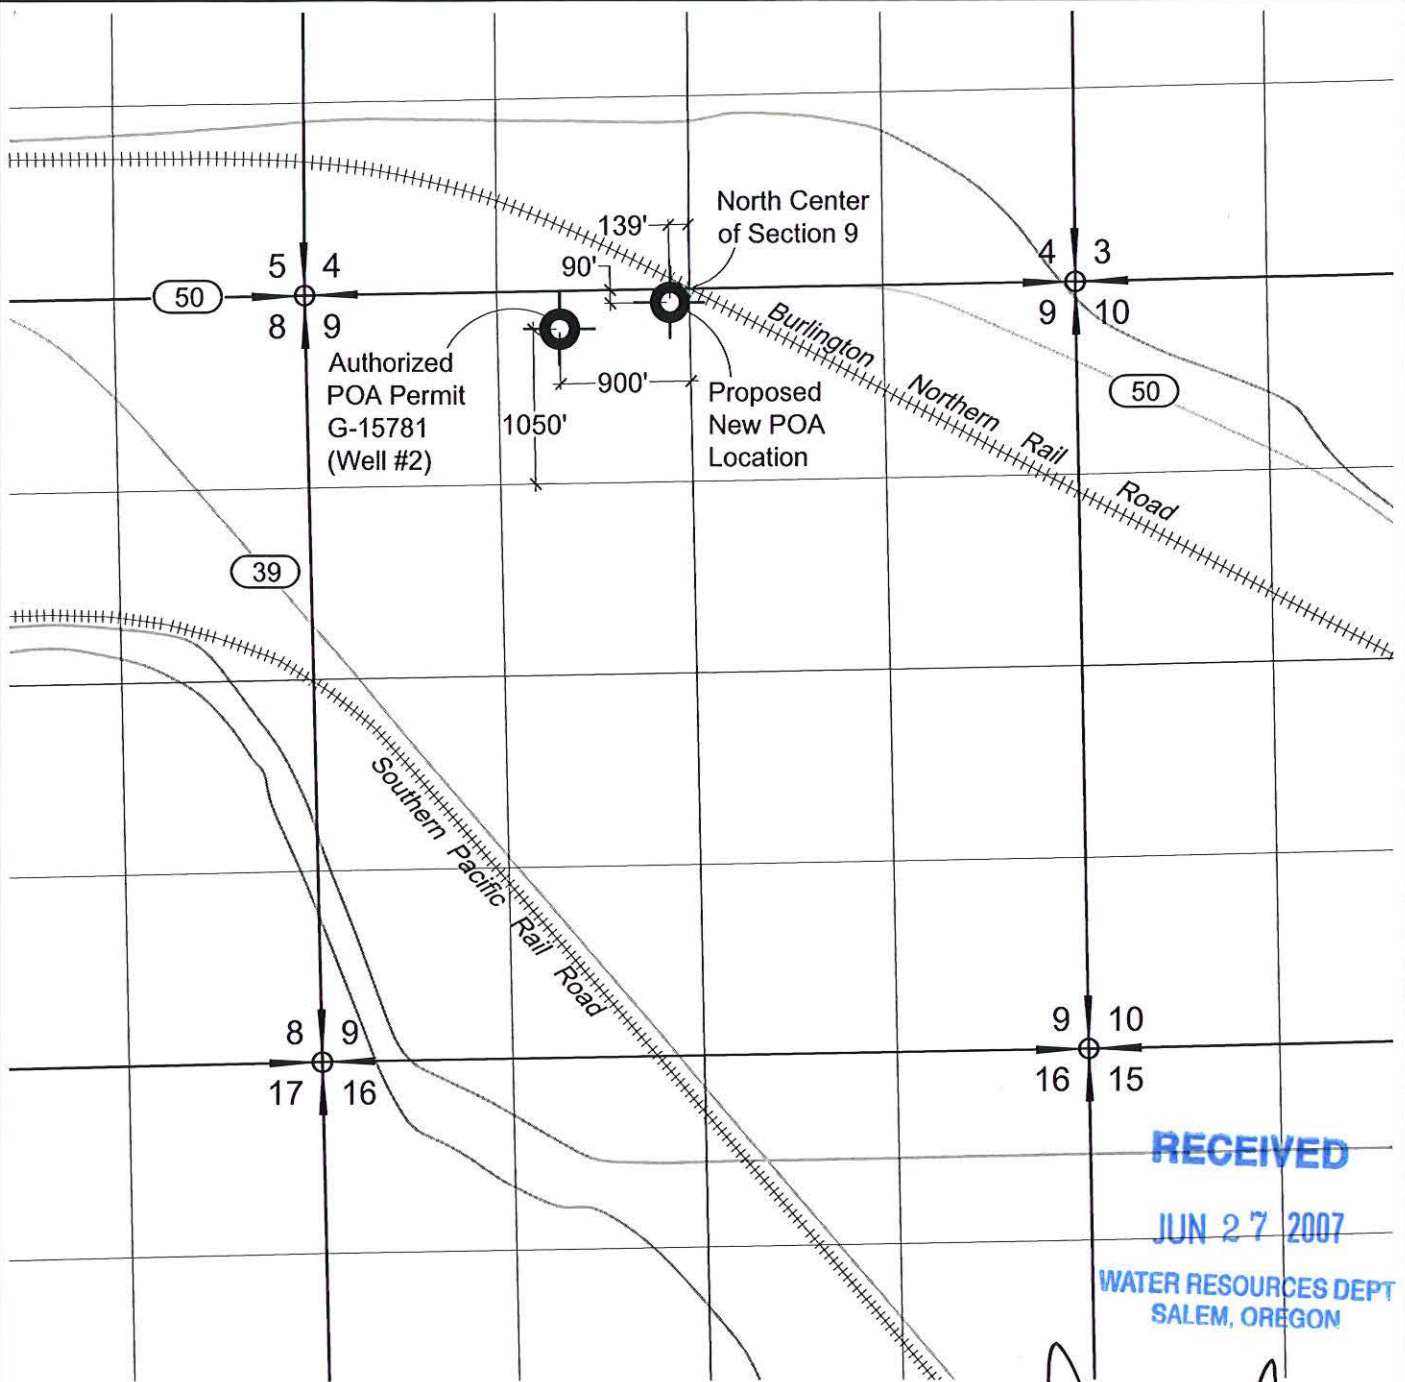 North Center
of Section 9
139'
90'
5 4
4 3
50
8 9
9 10
Authorized
POA Permit
G-15781
(Well #2)
900'
1050'
Proposed
New POA
Location
Burlington Northern Rail Road
50
39
Southern Pacific Rail Road
8 9
9 10
17 16
16 15
RECEIVED
JUN 27 2007
WATER RESOURCES DEPT
SALEM, OREGON